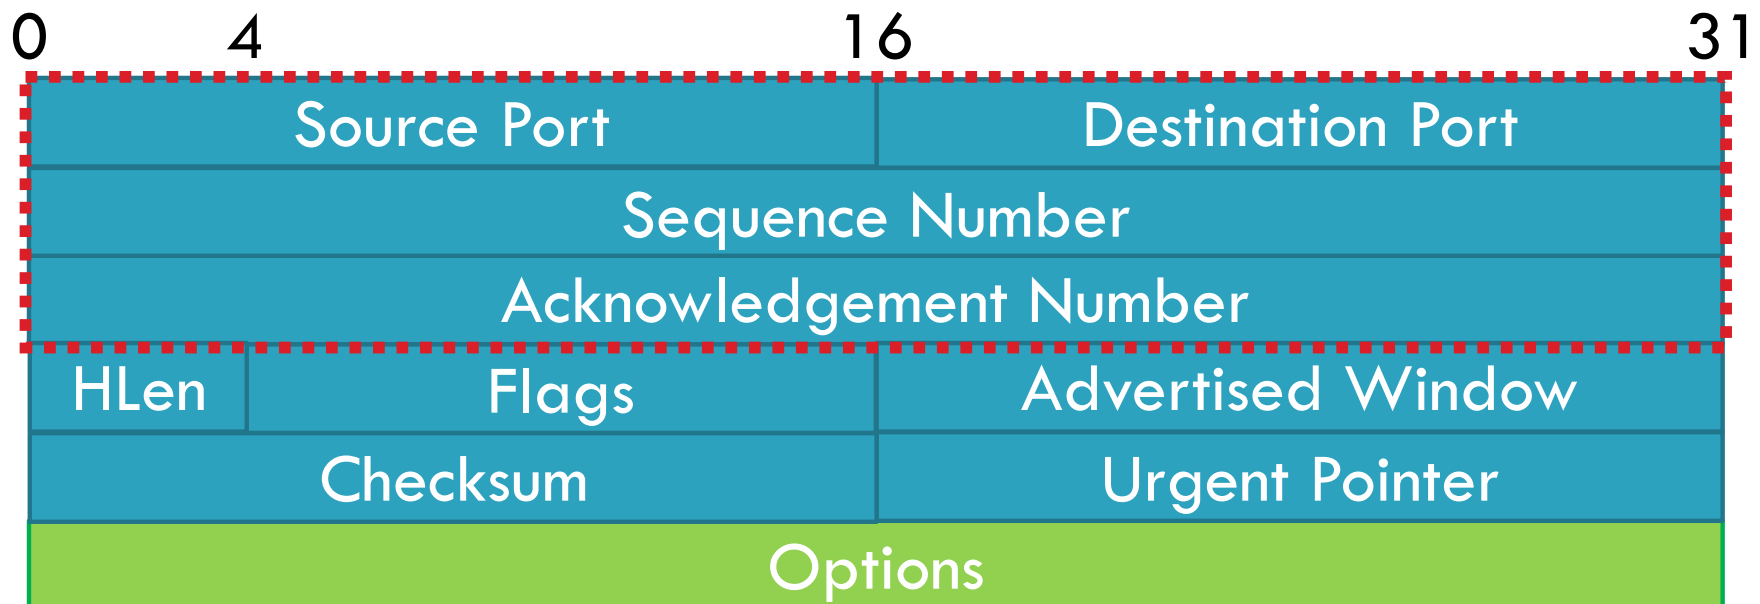 0 4 16 31
Source Port Destination Port
Sequence Number
Acknowledgement Number
HLen Flags Advertised Window
Checksum Urgent Pointer
Options